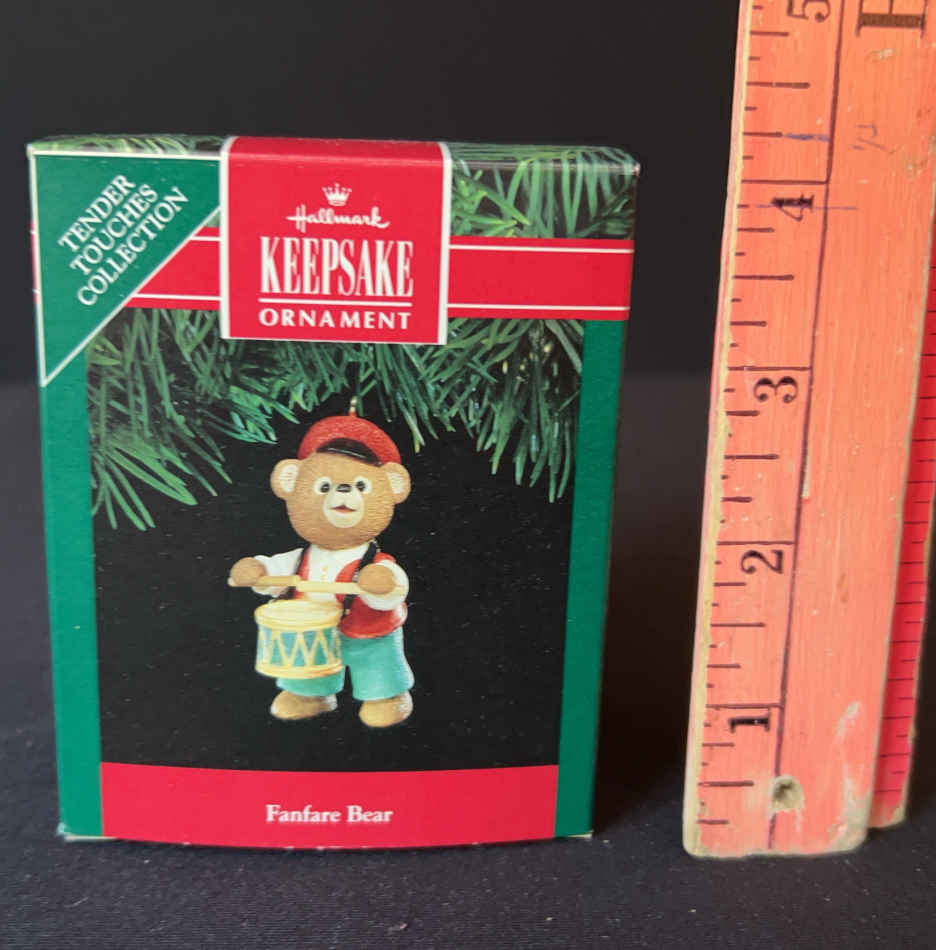 TENDER
TOUCHES
COLLECTION
Hallmark
KEEPSAKE
ORNAMENT
Fanfare Bear
5
4
3
2
1